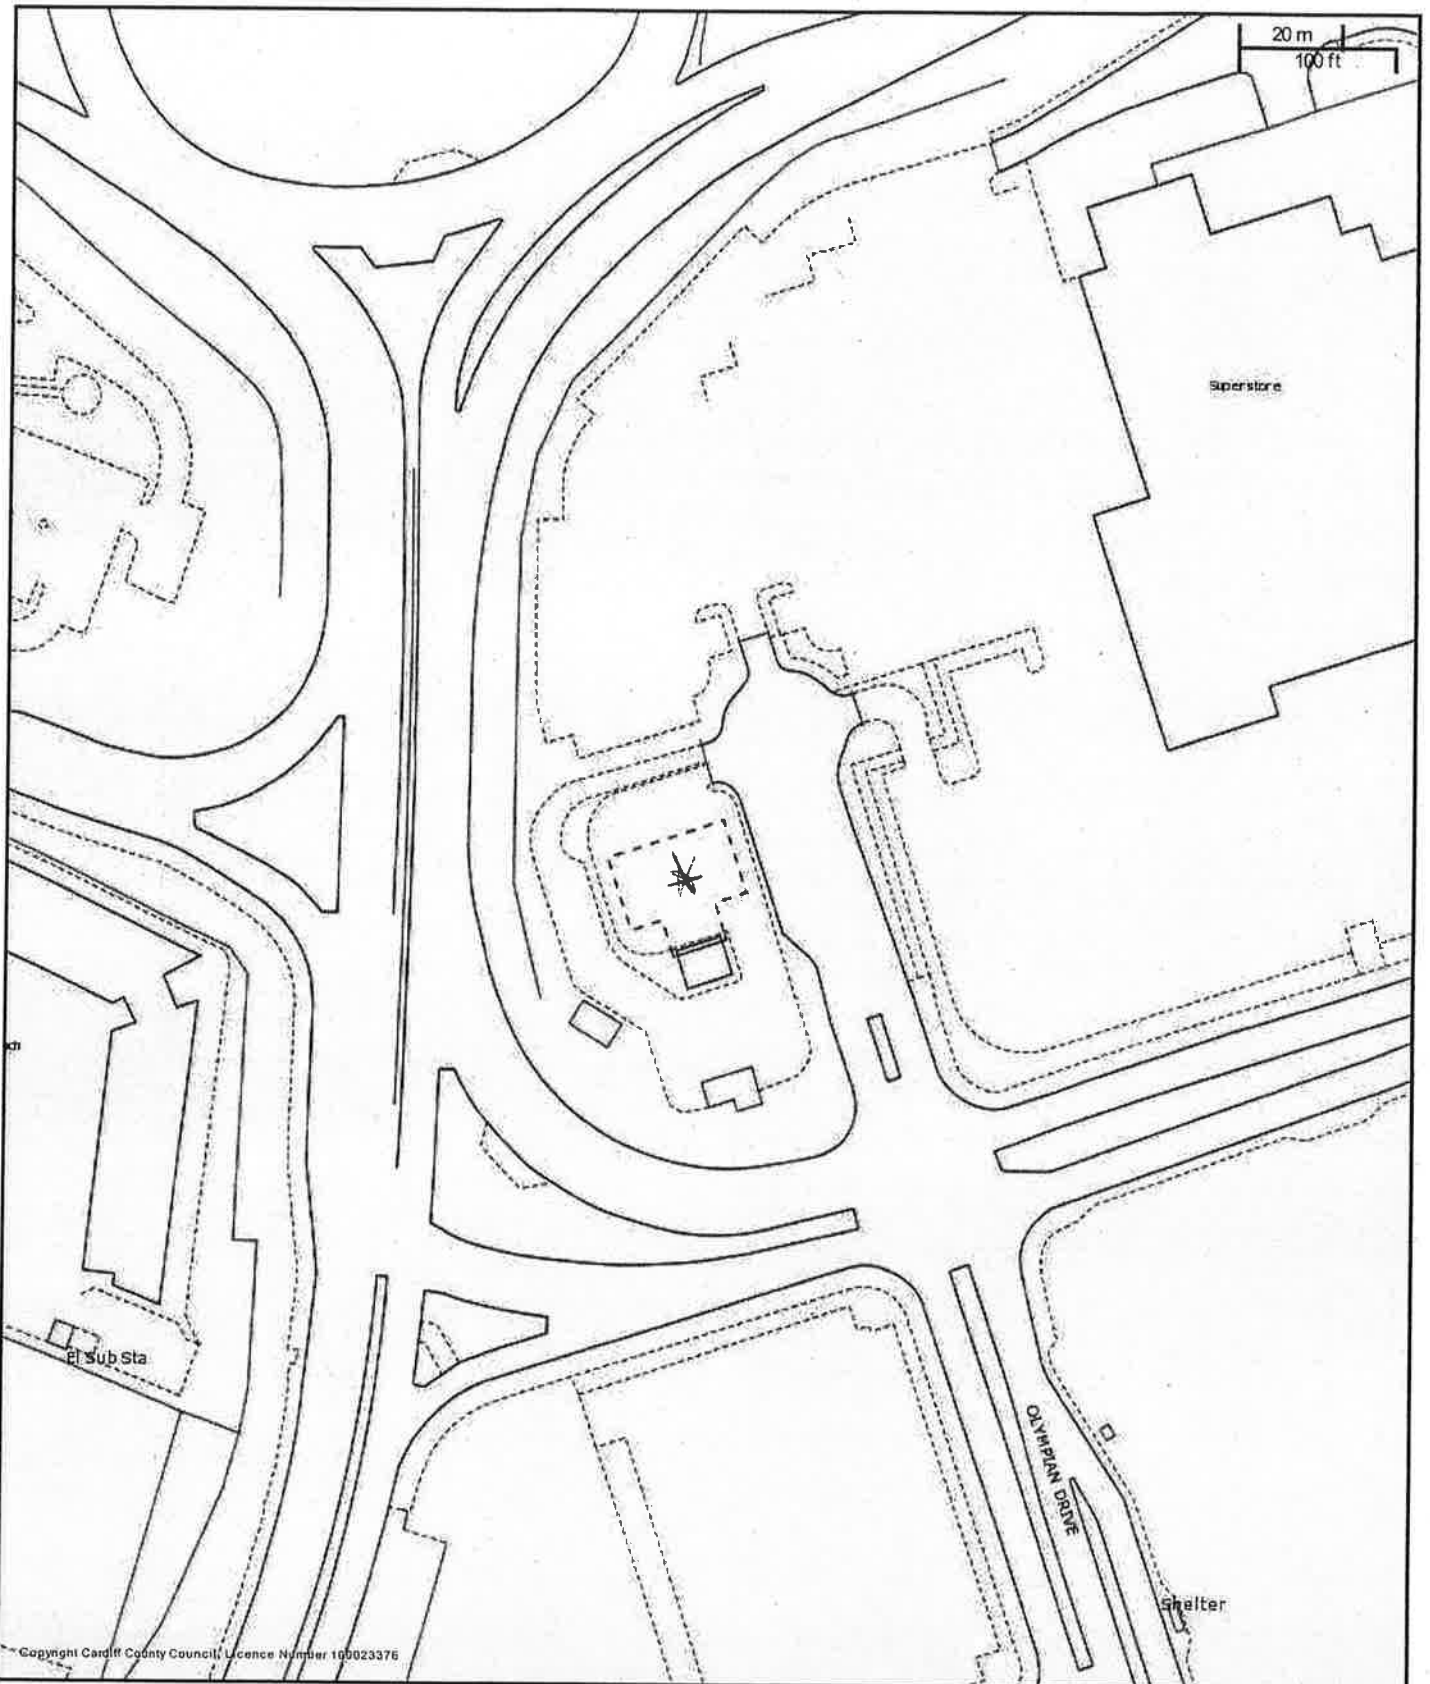 20 m
100 ft
Superstore
El Sub Sta
OLYMPIAN DRIVE
Shelter
Copyright Cardiff County Council, Licence Number 100023376